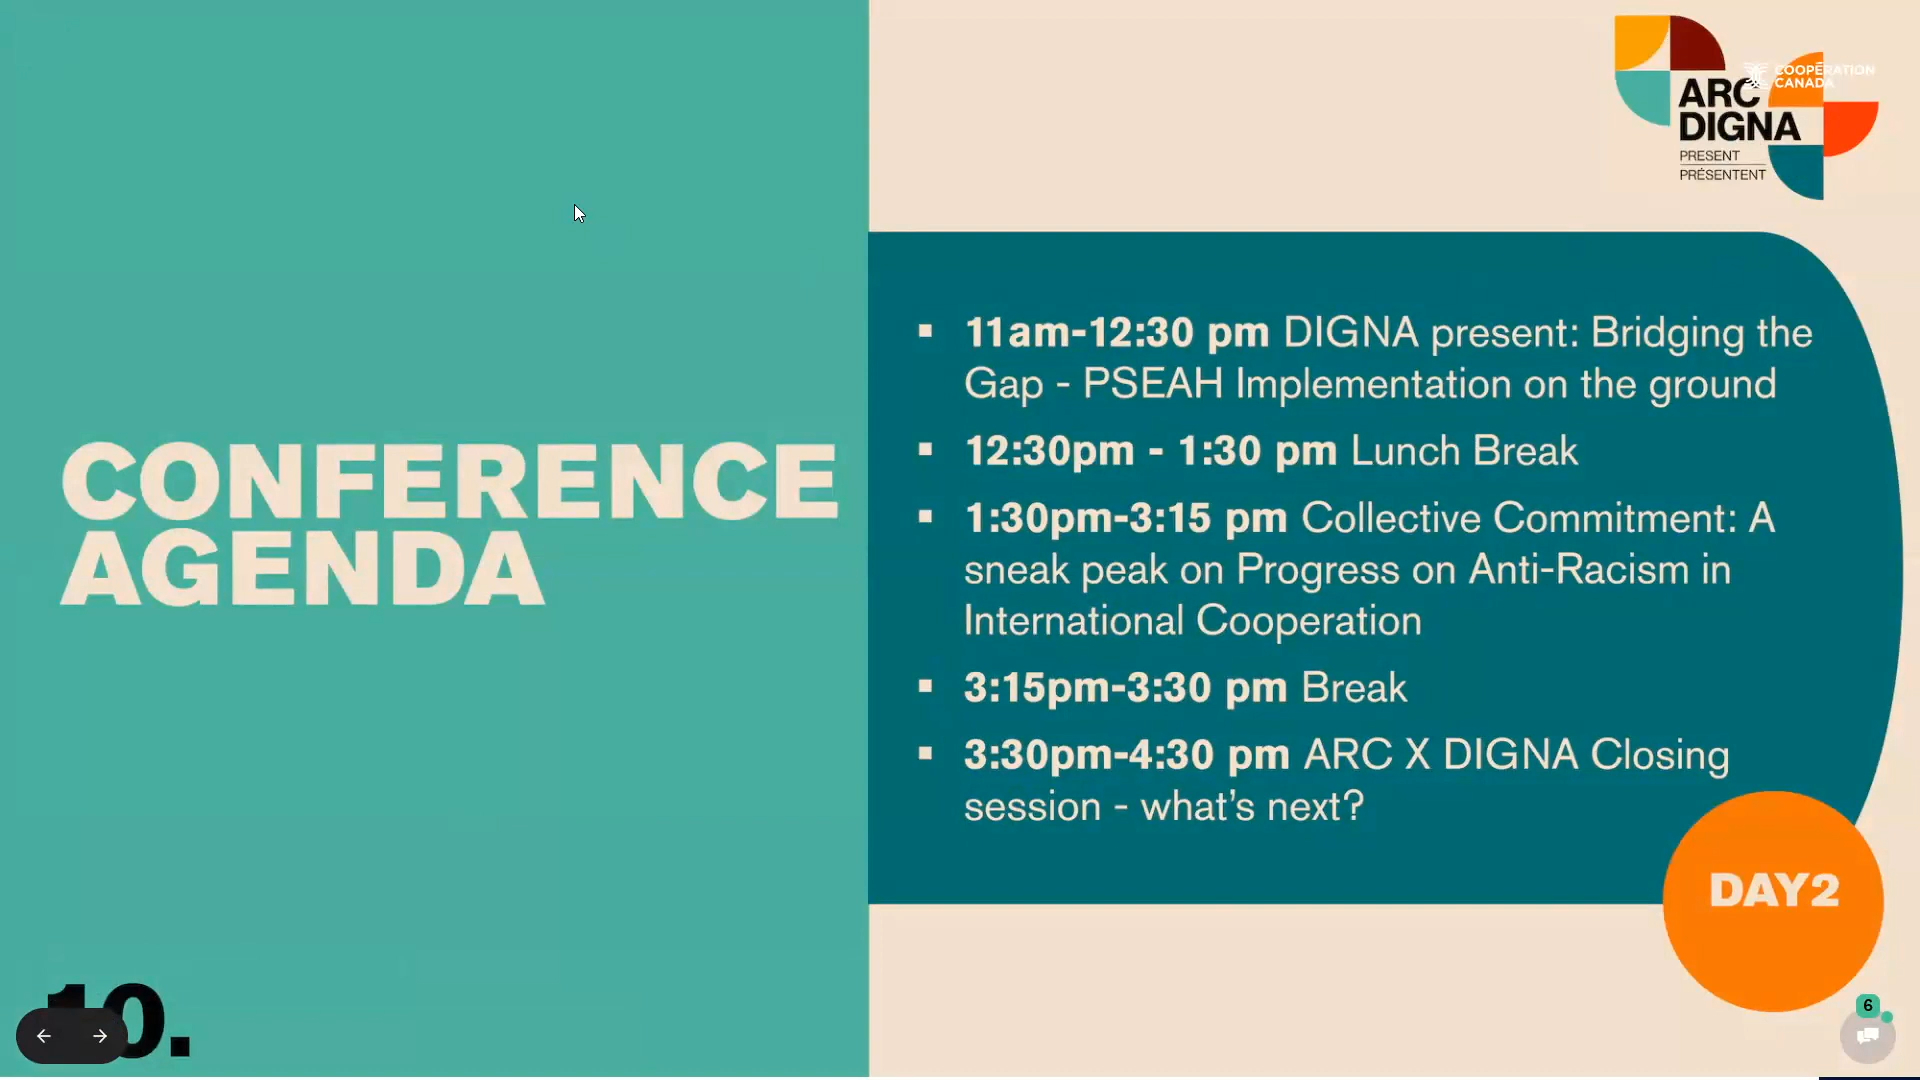 COOPÉRATION
CANADA
ARC
DIGNA
PRESENT
PRÉSENTENT
CONFERENCE
AGENDA
▪ 11am-12:30 pm DIGNA present: Bridging the
Gap - PSEAH Implementation on the ground
▪ 12:30pm - 1:30 pm Lunch Break
▪ 1:30pm-3:15 pm Collective Commitment: A
sneak peak on Progress on Anti-Racism in
International Cooperation
▪ 3:15pm-3:30 pm Break
▪ 3:30pm-4:30 pm ARC X DIGNA Closing
session - what’s next?
DAY2
10.
6